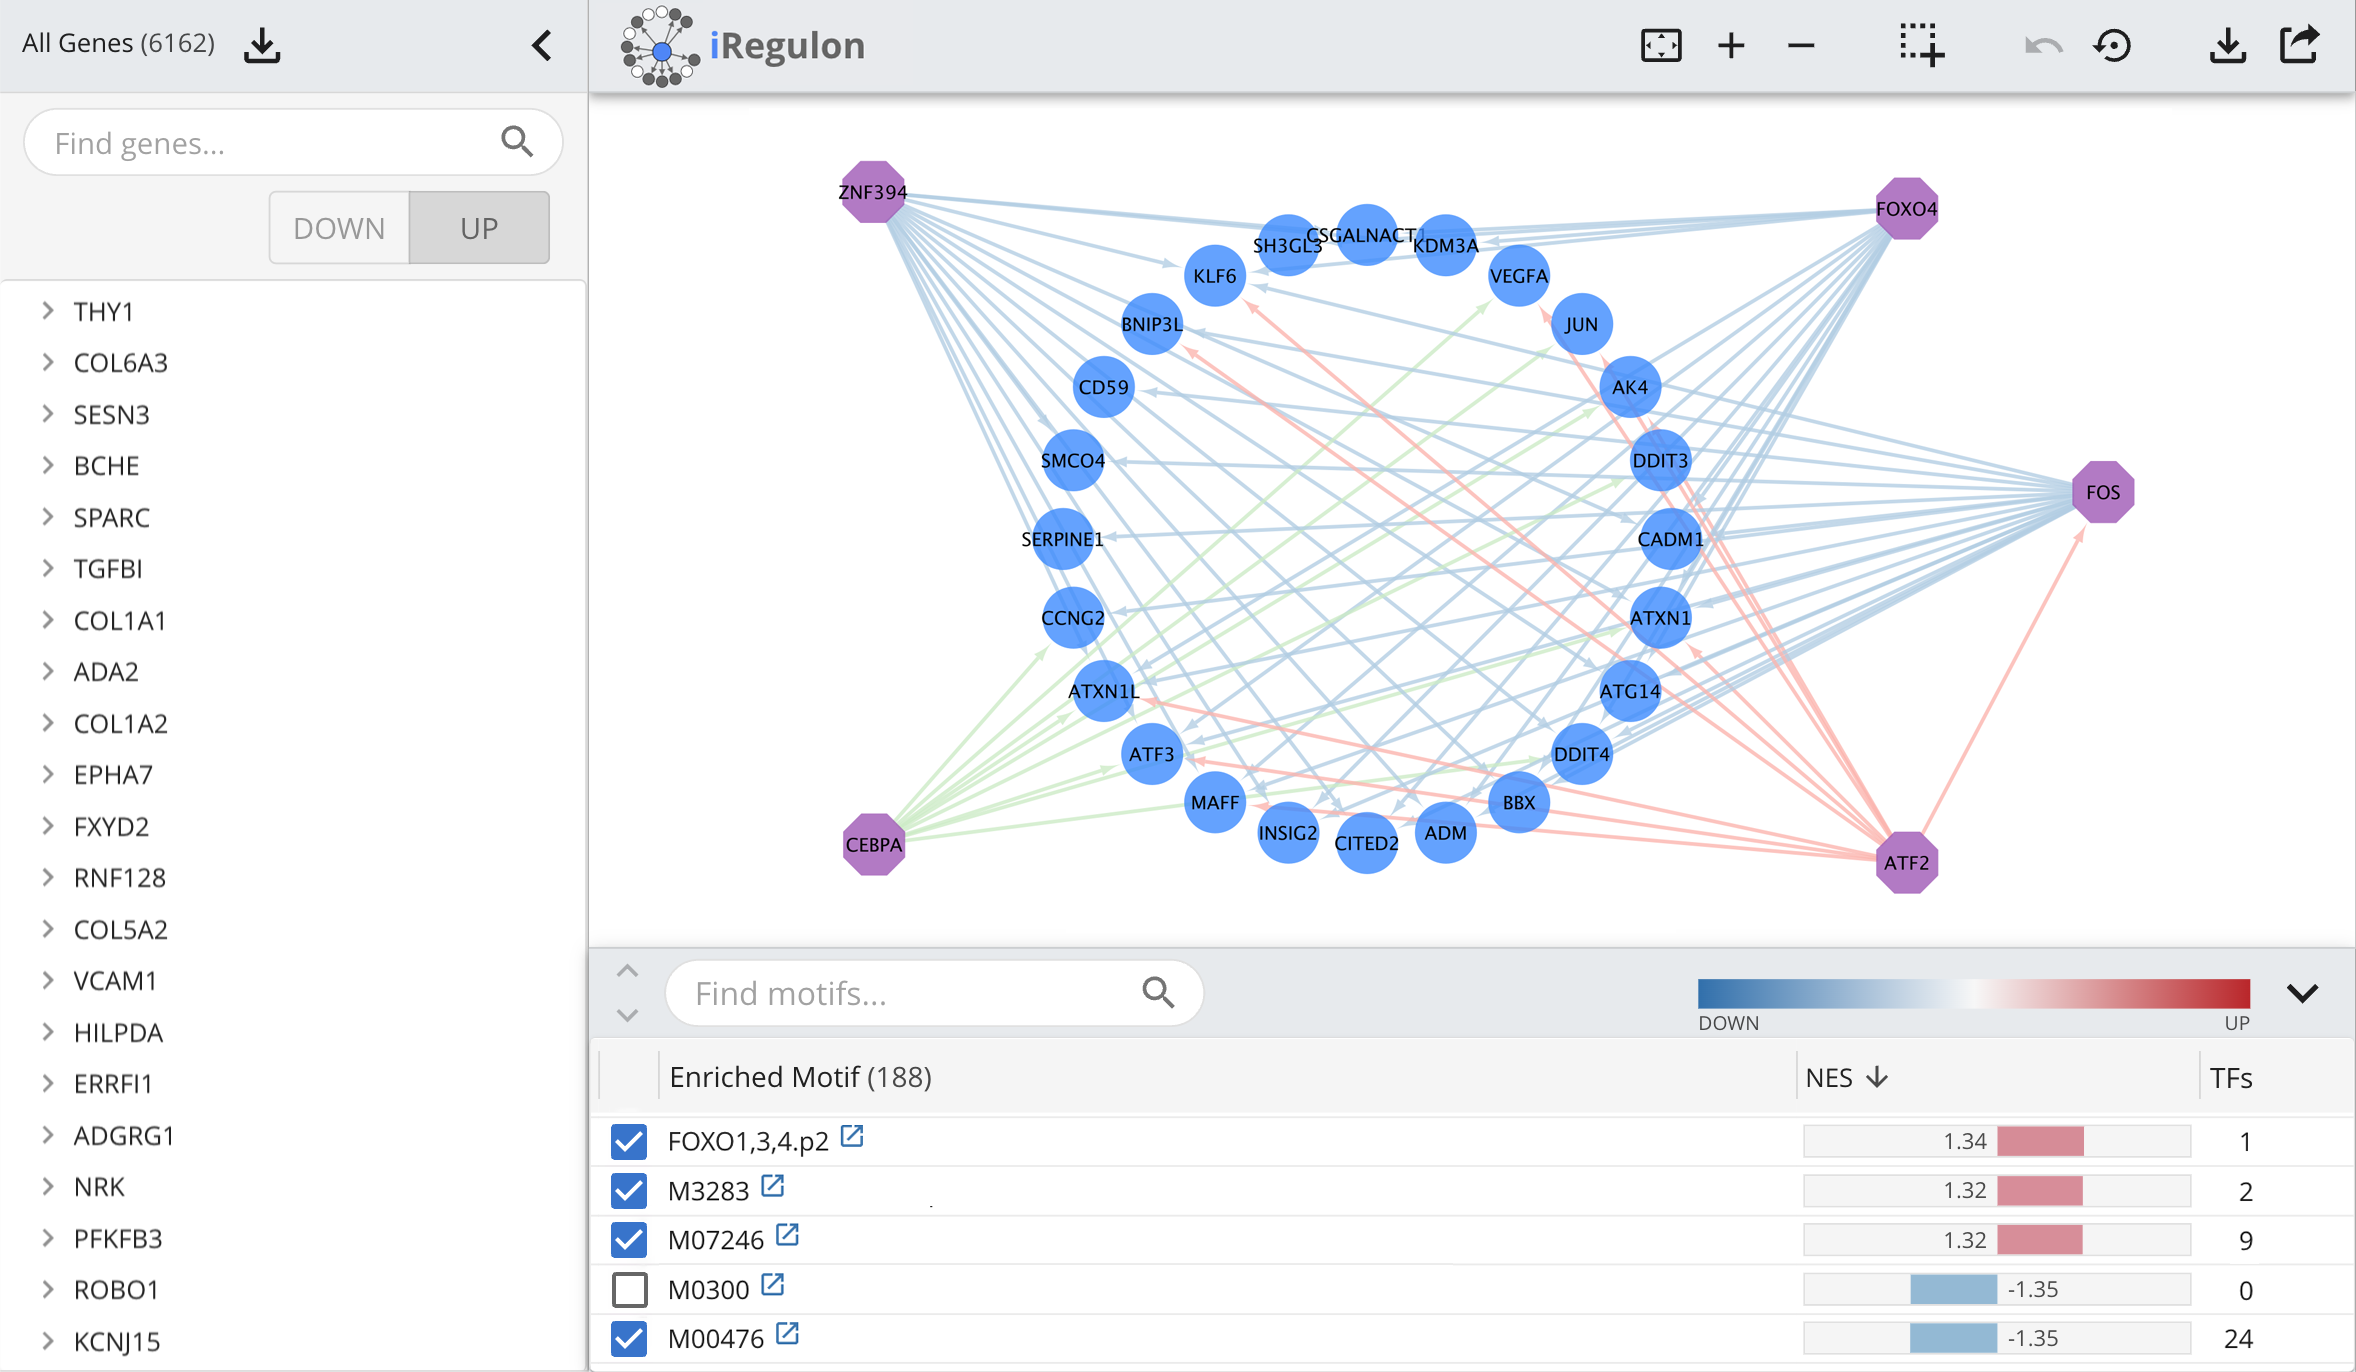 All Genes (6162)
Find genes...
DOWN UP
THY1
COL6A3
SESN3
BCHE
SPARC
TGFBI
COL1A1
ADA2
COL1A2
EPHA7
FXYD2
RNF128
COL5A2
VCAM1
HILPDA
ERRFI1
ADGRG1
NRK
PFKFB3
ROBO1
KCNJ15
iRegulon
ZNF394
FOXO4
CSGALNACT1
SH3GL3
KDM3A
KLF6
VEGFA
BNIP3L
JUN
CD59
AK4
SMCO4
DDIT3
FOS
SERPINE1
CADM1
CCNG2
ATXN1
ATXN1L
ATG14
ATF3
DDIT4
MAFF
BBX
INSIG2
ADM
CITED2
CEBPA
ATF2
Find motifs...
DOWN UP
Enriched Motif (188) NES TFs
FOXO1,3,4.p2 1.34 1
M3283 1.32 2
M07246 1.32 9
M0300 -1.35 0
M00476 -1.35 24